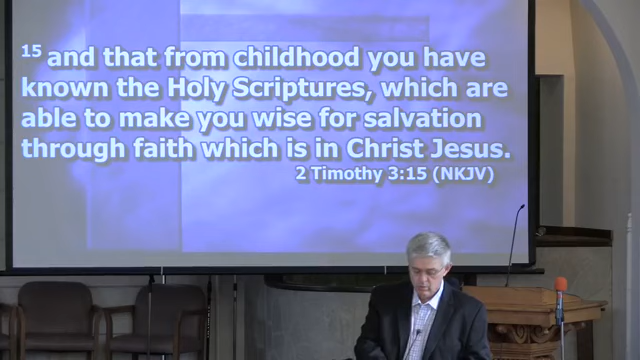 15 and that from childhood you have
known the Holy Scriptures, which are
able to make you wise for salvation
through faith which is in Christ Jesus.
2 Timothy 3:15 (NKJV)